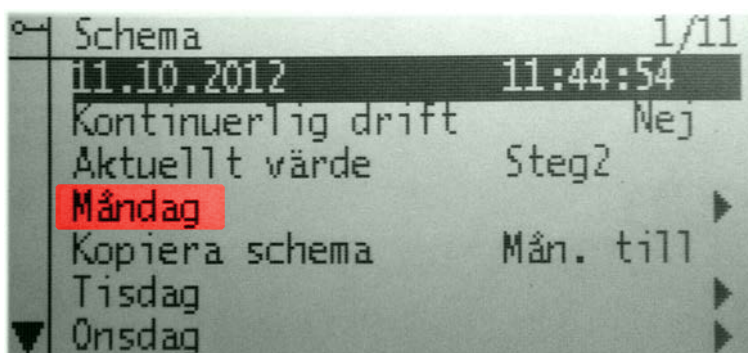 Schema 1/11
11.10.2012 11:44:54
Kontinuerlig drift Nej
Aktuellt värde Steg2
Måndag
Kopiera schema Mån. till
Tisdag
Onsdag